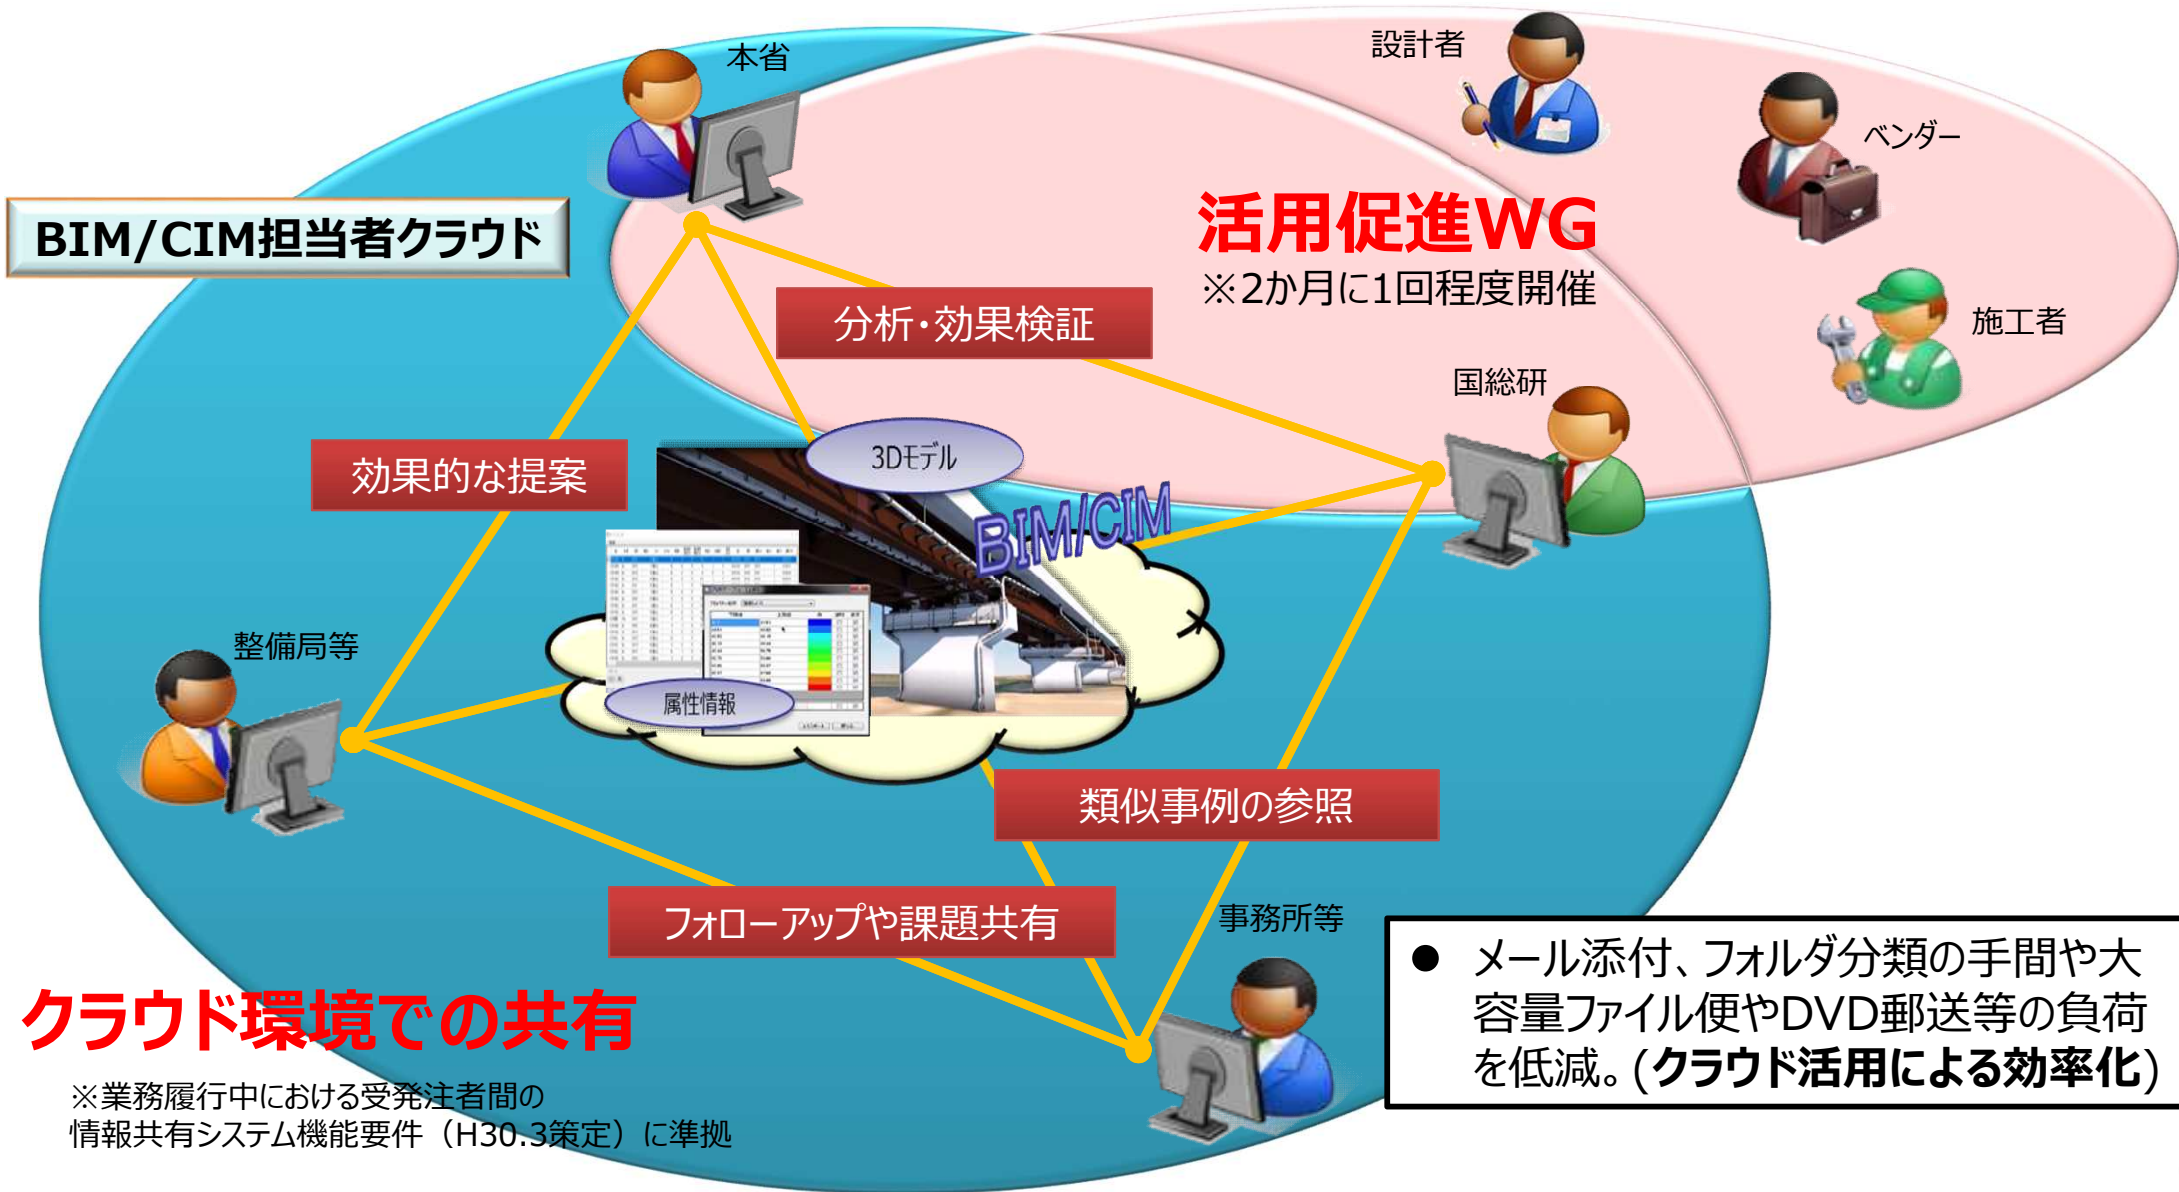 本省
設計者
ベンダー
BIM/CIM担当者クラウド
活用促進WG
※2か月に1回程度開催
分析・効果検証
施工者
国総研
効果的な提案
3Dモデル
BIM/CIM
整備局等
属性情報
類似事例の参照
フォローアップや課題共有
事務所等
クラウド環境での共有
※業務履行中における受発注者間の
情報共有システム機能要件（H30.3策定）に準拠
● メール添付、フォルダ分類の手間や大
容量ファイル便やDVD郵送等の負荷
を低減。(クラウド活用による効率化)